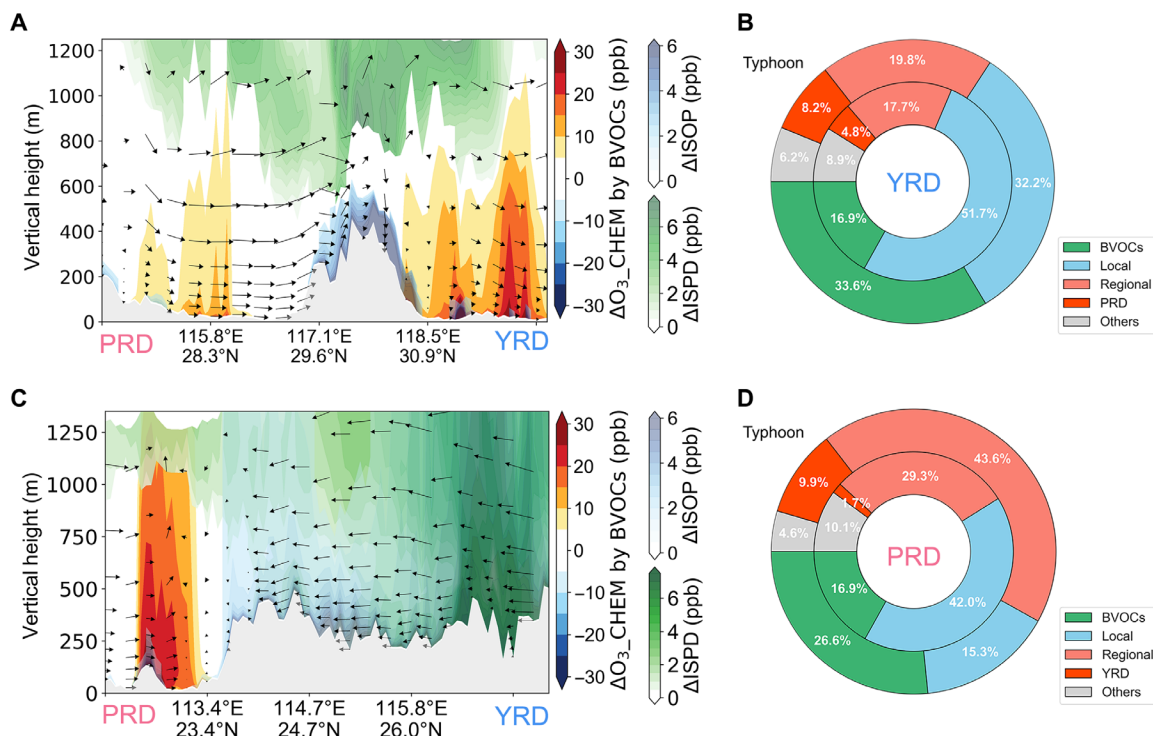 A
1250
1000
800
600
400
200
0
Vertical height (m)
115.8°E
28.3°N
117.1°E
29.6°N
118.5°E
30.9°N
PRD
YRD
30
20
10
0
−10
−20
−30
ΔO3_CHEM by BVOCs (ppb)
6
4
2
0
ΔISOP (ppb)
6
4
2
0
ΔISPD (ppb)
B
Typhoon
19.8%
8.2%
17.7%
4.8%
6.2%
8.9%
YRD
32.2%
16.9%
51.7%
33.6%
BVOCs
Local
Regional
PRD
Others
C
1250
1000
750
500
250
0
Vertical height (m)
113.4°E
23.4°N
114.7°E
24.7°N
115.8°E
26.0°N
PRD
YRD
30
20
10
0
−10
−20
−30
ΔO3_CHEM by BVOCs (ppb)
6
4
2
0
ΔISOP (ppb)
6
4
2
0
ΔISPD (ppb)
D
Typhoon
43.6%
9.9%
29.3%
1.7%
4.6%
10.1%
PRD
16.9%
42.0%
26.6%
15.3%
BVOCs
Local
Regional
YRD
Others